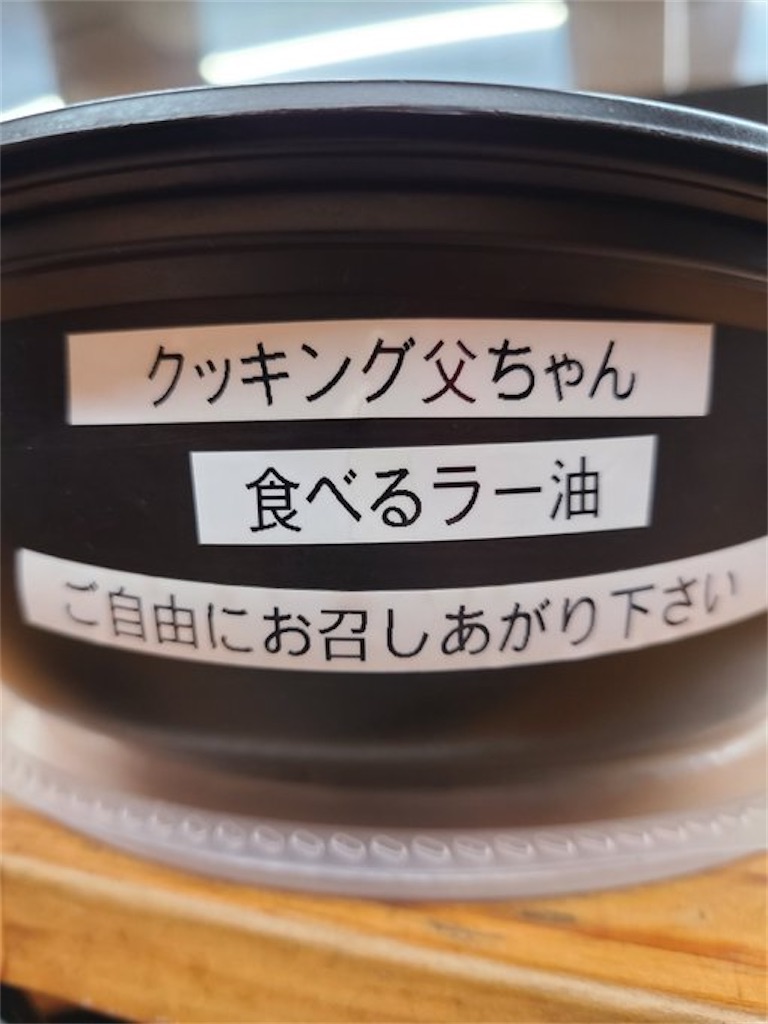 クッキング父ちゃん
食べるラー油
ご自由にお召しあがり下さい